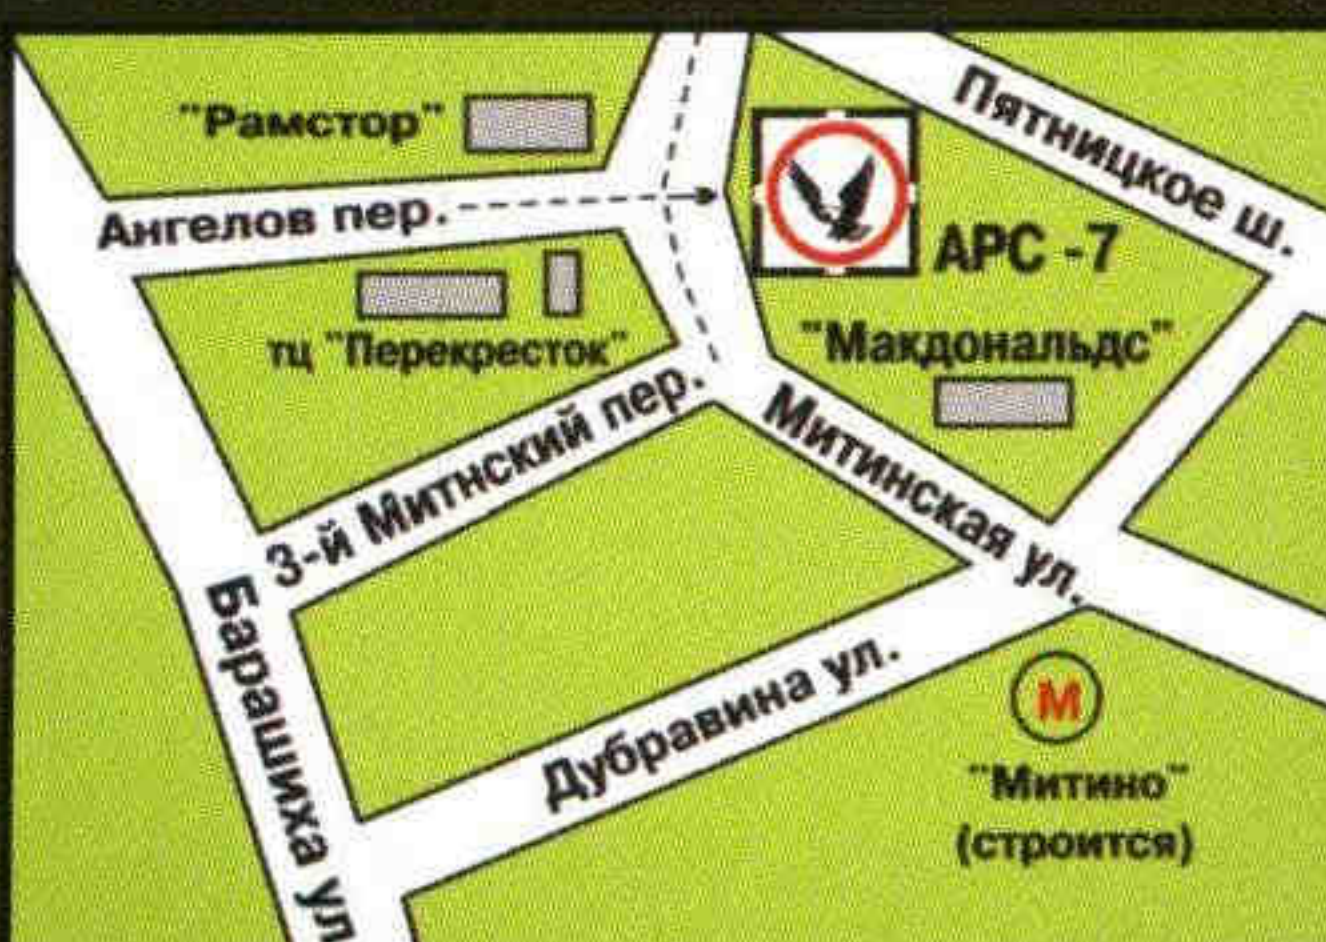 "Рамстор"
Пятницкое ш.
Ангелов пер.
АРС -7
тц "Перекресток"
"Макдональдс"
3-й Митнский пер.
Митинская ул.
Барашиха ул
Дубравина ул.
М
"Митино"
(строится)